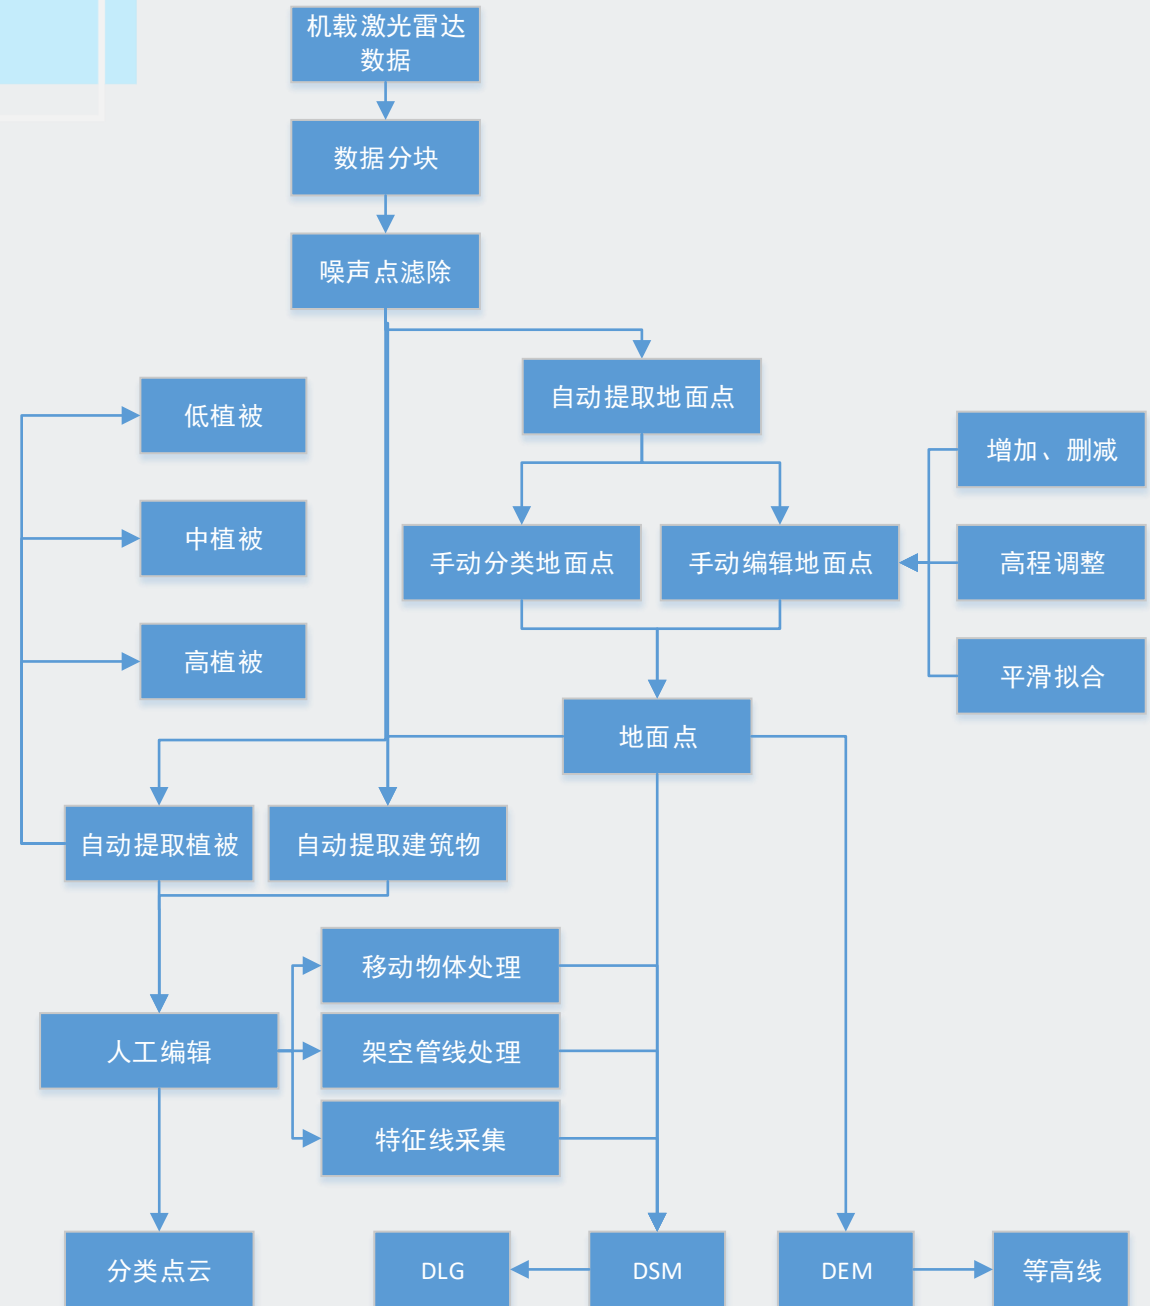 机载激光雷达
数据
数据分块
噪声点滤除
自动提取地面点
低植被
增加、删减
中植被
手动分类地面点
手动编辑地面点
高程调整
高植被
平滑拟合
地面点
自动提取植被
自动提取建筑物
移动物体处理
人工编辑
架空管线处理
特征线采集
分类点云
DLG
DSM
DEM
等高线